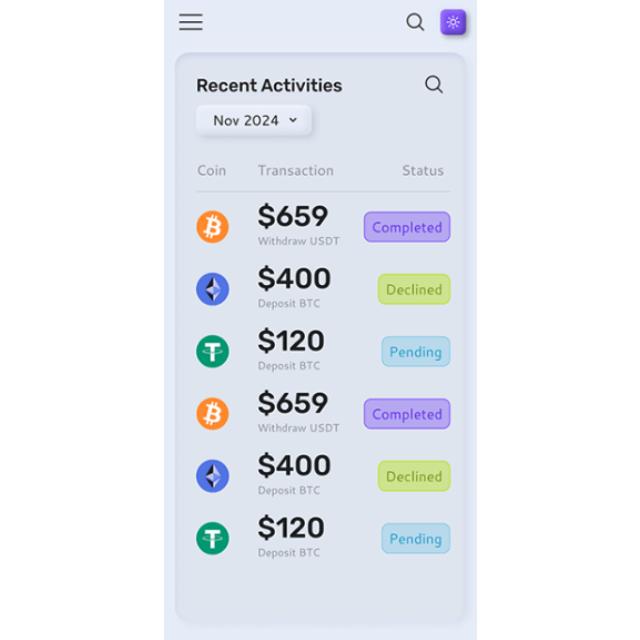 Recent Activities
Nov 2024
Coin Transaction Status
$659
Withdraw USDT
Completed
$400
Deposit BTC
Declined
$120
Deposit BTC
Pending
$659
Withdraw USDT
Completed
$400
Deposit BTC
Declined
$120
Deposit BTC
Pending